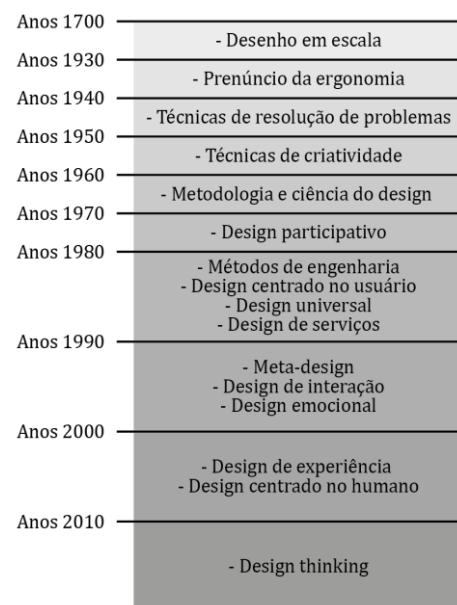 Anos 1700
- Desenho em escala
Anos 1930
- Prenúncio da ergonomia
Anos 1940
- Técnicas de resolução de problemas
Anos 1950
- Técnicas de criatividade
Anos 1960
- Metodologia e ciência do design
Anos 1970
- Design participativo
Anos 1980
- Métodos de engenharia
- Design centrado no usuário
- Design universal
- Design de serviços
Anos 1990
- Meta-design
- Design de interação
- Design emocional
Anos 2000
- Design de experiência
- Design centrado no humano
Anos 2010
- Design thinking